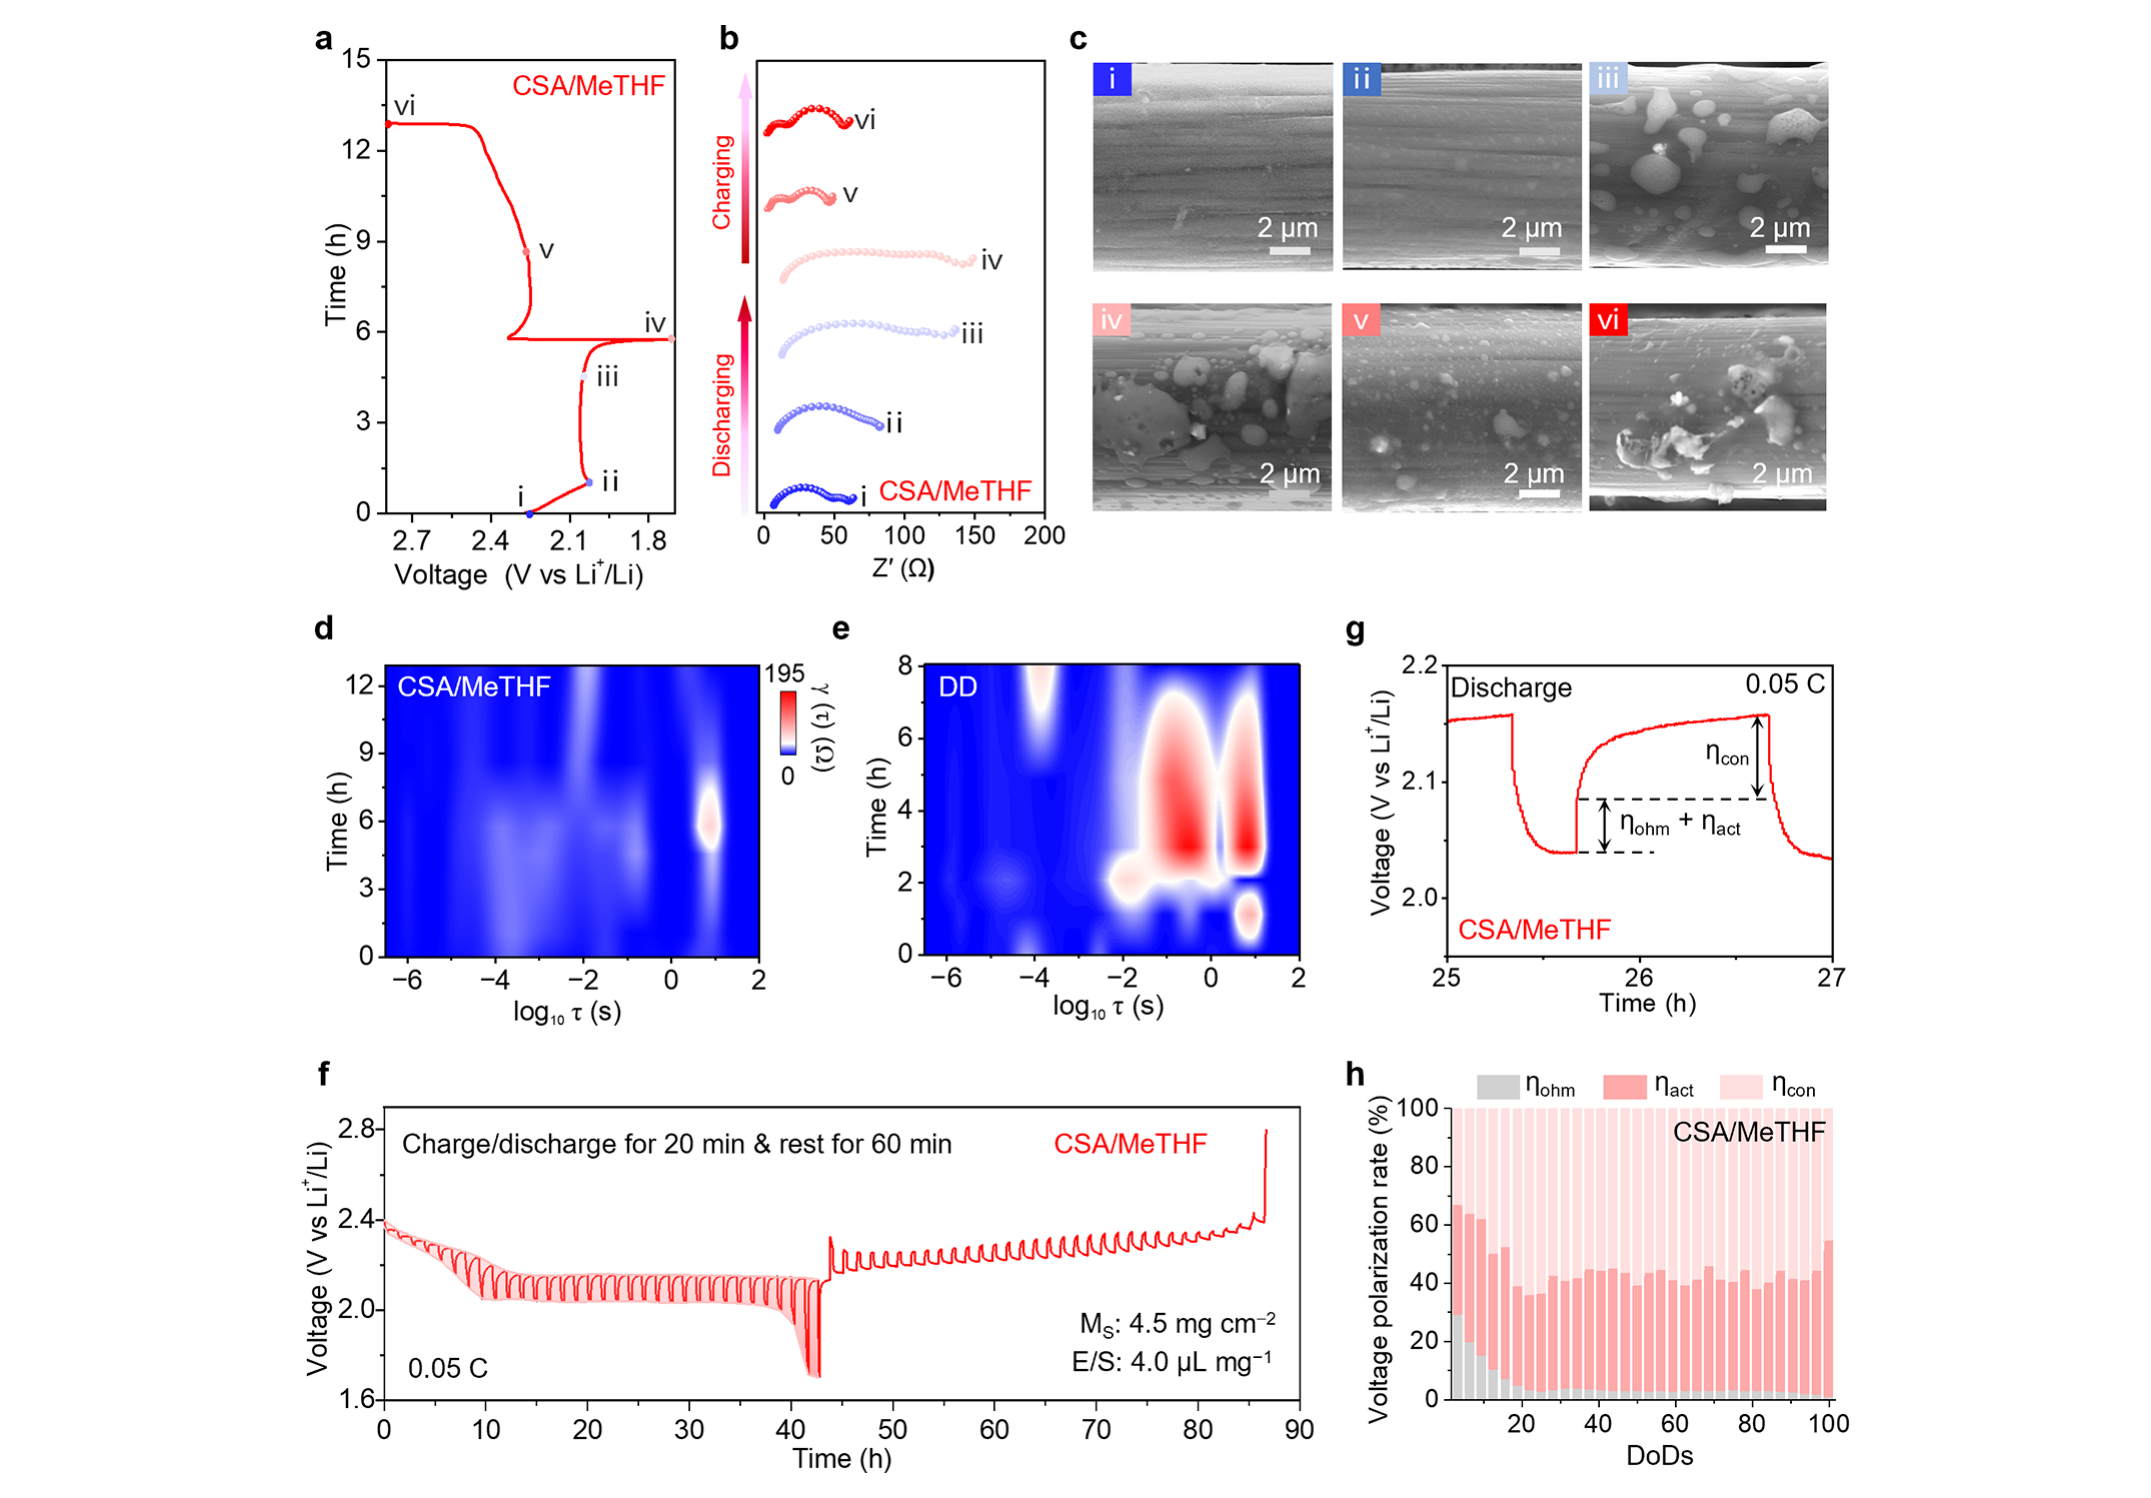 a
15
12
9
6
3
0
Time (h)
CSA/MeTHF
vi
v
iv
iii
ii
i
2.7 2.4 2.1 1.8
Voltage (V vs Li⁺/Li)
b
Charging
Discharging
vi
v
iv
iii
ii
i
CSA/MeTHF
0 50 100 150 200
Z′ (Ω)
c
i
2 µm
ii
2 µm
iii
2 µm
iv
2 µm
v
2 µm
vi
2 µm
d
CSA/MeTHF
12
9
6
3
0
Time (h)
−6 −4 −2 0 2
log₁₀ τ (s)
195
0
γ (τ) (Ω)
e
DD
8
6
4
2
0
Time (h)
−6 −4 −2 0 2
log₁₀ τ (s)
g
2.2
2.1
2.0
Voltage (V vs Li⁺/Li)
Discharge 0.05 C
ηcon
ηohm + ηact
CSA/MeTHF
25 26 27
Time (h)
f
2.8
2.4
2.0
1.6
Voltage (V vs Li⁺/Li)
Charge/discharge for 20 min & rest for 60 min CSA/MeTHF
MS: 4.5 mg cm⁻²
E/S: 4.0 µL mg⁻¹
0.05 C
0 10 20 30 40 50 60 70 80 90
Time (h)
h
ηohm ηact ηcon
100
80
60
40
20
0
Voltage polarization rate (%)
CSA/MeTHF
20 40 60 80 100
DoDs